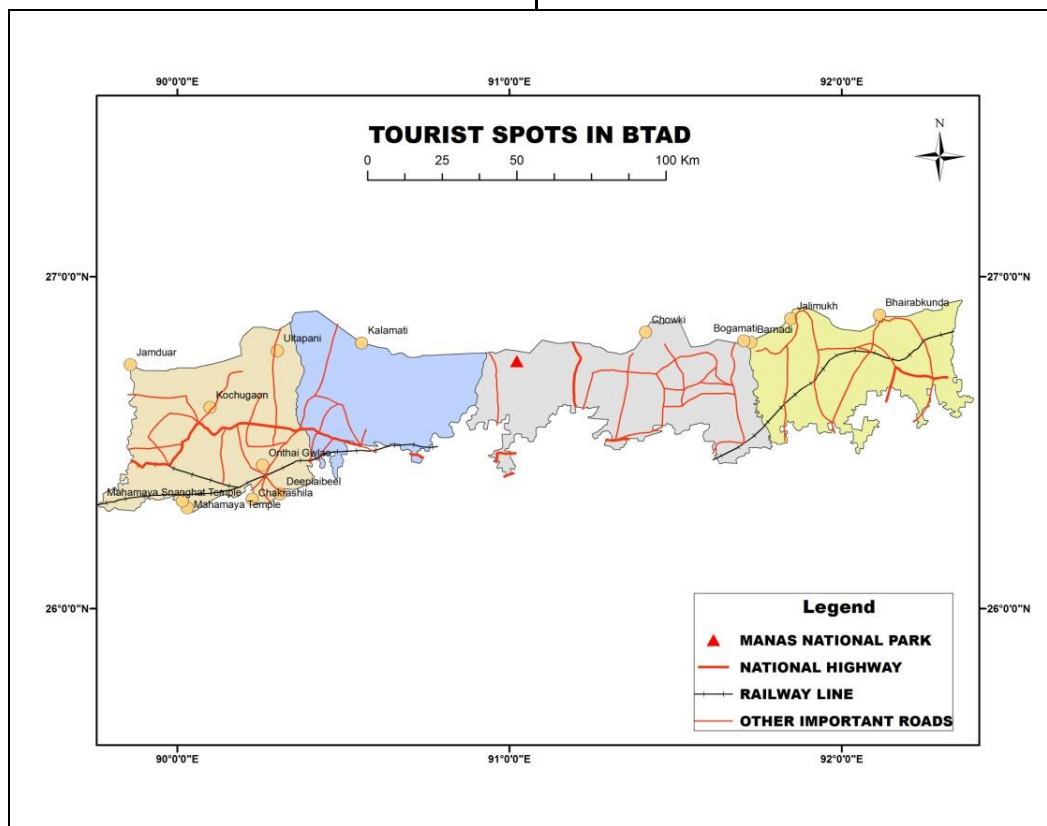 90°0'0"E 91°0'0"E 92°0'0"E
TOURIST SPOTS IN BTAD
0 25 50 100 Km
N
27°0'0"N 27°0'0"N
Jamduar
Ultapani
Kalamati
Chowki
Bogamati
Barnadi
Jalimukh
Bhairabkunda
Kochugaon
Onthai Gwlao
Deeplaibeel
Mahamaya Snanghat Temple
Chakrashila
Mahamaya Temple
26°0'0"N 26°0'0"N
Legend
MANAS NATIONAL PARK
NATIONAL HIGHWAY
RAILWAY LINE
OTHER IMPORTANT ROADS
90°0'0"E 91°0'0"E 92°0'0"E